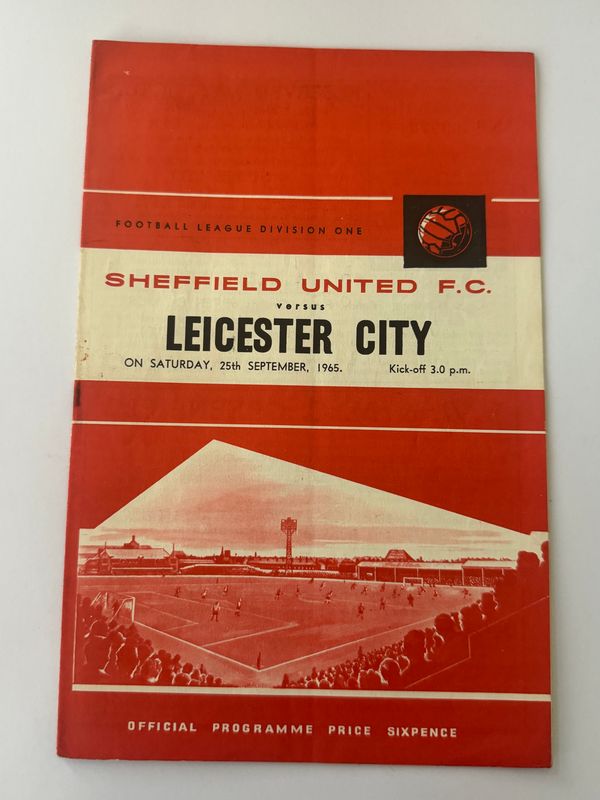 FOOTBALL LEAGUE DIVISION ONE
SHEFFIELD UNITED F.C.
versus
LEICESTER CITY
ON SATURDAY, 25th SEPTEMBER, 1965. Kick-off 3.0 p.m.
OFFICIAL PROGRAMME PRICE SIXPENCE